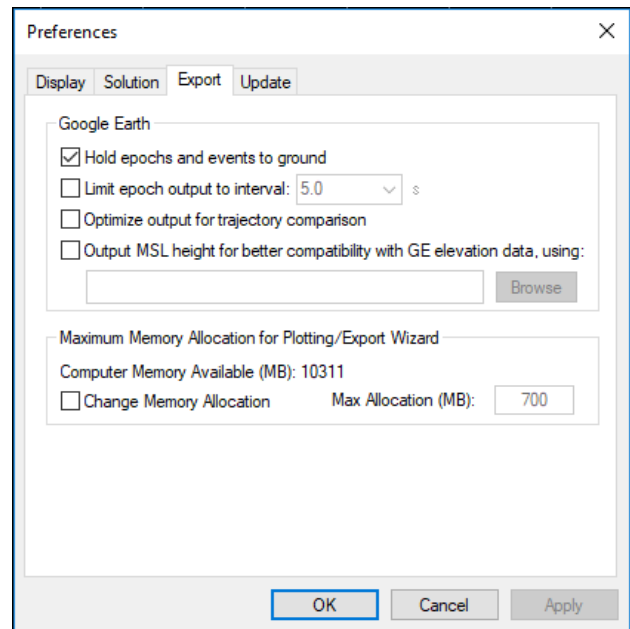 Preferences
Display Solution Export Update
Google Earth
Hold epochs and events to ground
Limit epoch output to interval: 5.0 s
Optimize output for trajectory comparison
Output MSL height for better compatibility with GE elevation data, using:
Browse
Maximum Memory Allocation for Plotting/Export Wizard
Computer Memory Available (MB): 10311
Change Memory Allocation Max Allocation (MB): 700
OK Cancel Apply